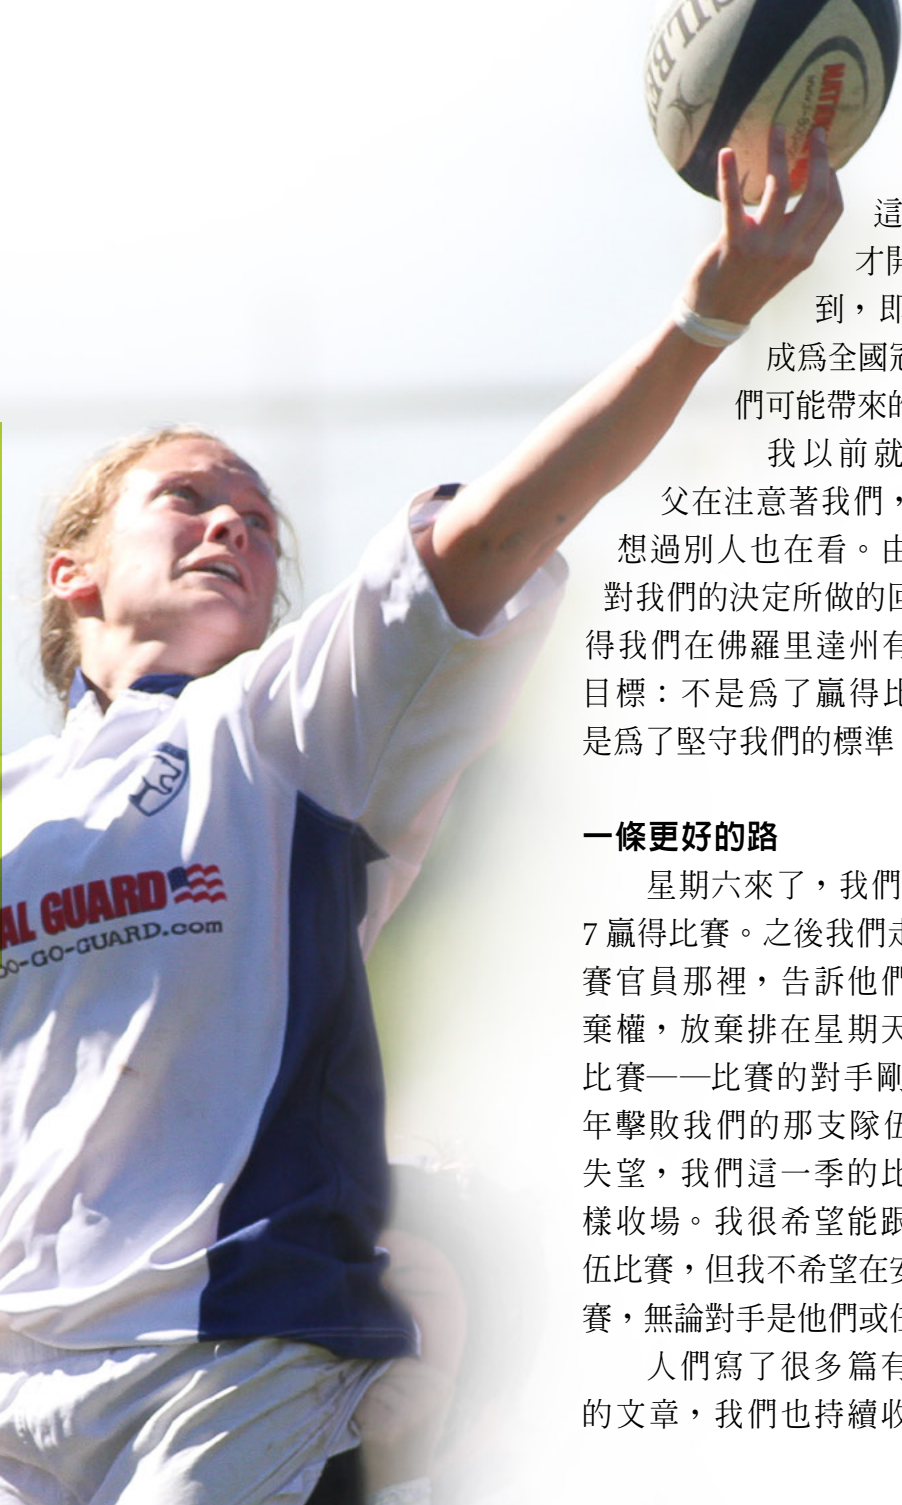 GILBE
NATI
這
才開
到，即
成爲全國冠
們可能帶來的
我以前就
父在注意著我們，
想過別人也在看。由
對我們的決定所做的回
得我們在佛羅里達州有
目標：不是爲了贏得比
是爲了堅守我們的標準
一條更好的路
星期六來了，我們
7 贏得比賽。之後我們走
賽官員那裡，告訴他們
棄權，放棄排在星期天
比賽——比賽的對手剛
年擊敗我們的那支隊伍
失望，我們這一季的比
樣收場。我很希望能跟
伍比賽，但我不希望在安
賽，無論對手是他們或任
人們寫了很多篇有
的文章，我們也持續收
AL GUARD
00-GO-GUARD.com